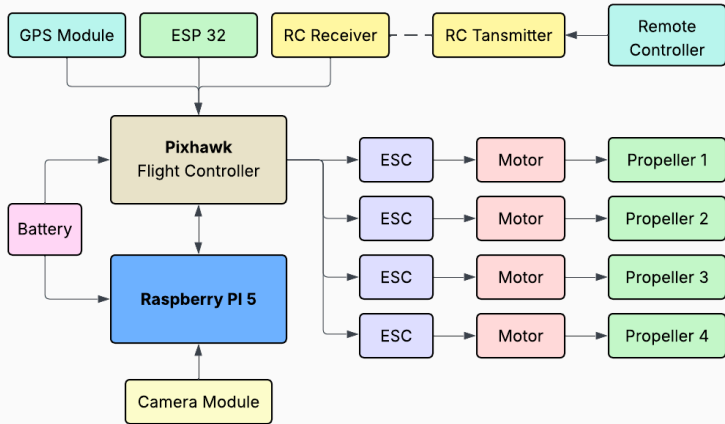 GPS Module
ESP 32
RC Receiver
RC Tansmitter
Remote
Controller
Pixhawk
Flight Controller
ESC
Motor
Propeller 1
ESC
Motor
Propeller 2
Battery
ESC
Motor
Propeller 3
Raspberry PI 5
ESC
Motor
Propeller 4
Camera Module